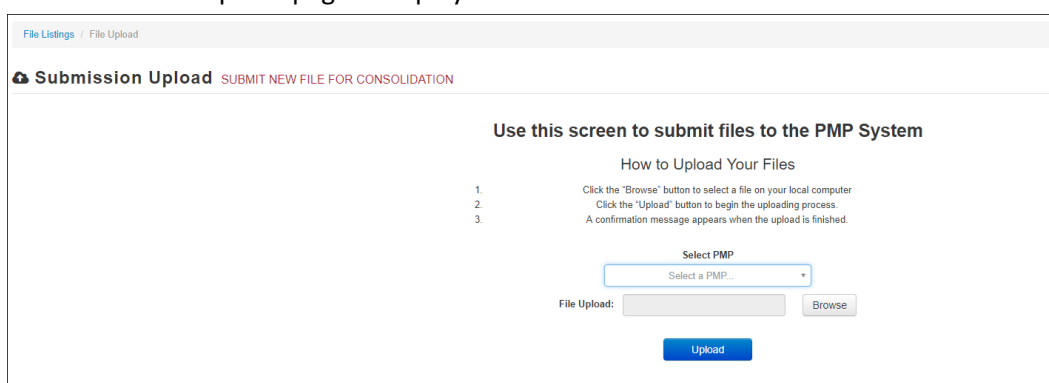 File Listings / File Upload
Submission Upload SUBMIT NEW FILE FOR CONSOLIDATION
Use this screen to submit files to the PMP System
How to Upload Your Files
1. Click the "Browse" button to select a file on your local computer
2. Click the "Upload" button to begin the uploading process.
3. A confirmation message appears when the upload is finished.
Select PMP
Select a PMP...
File Upload: Browse
Upload